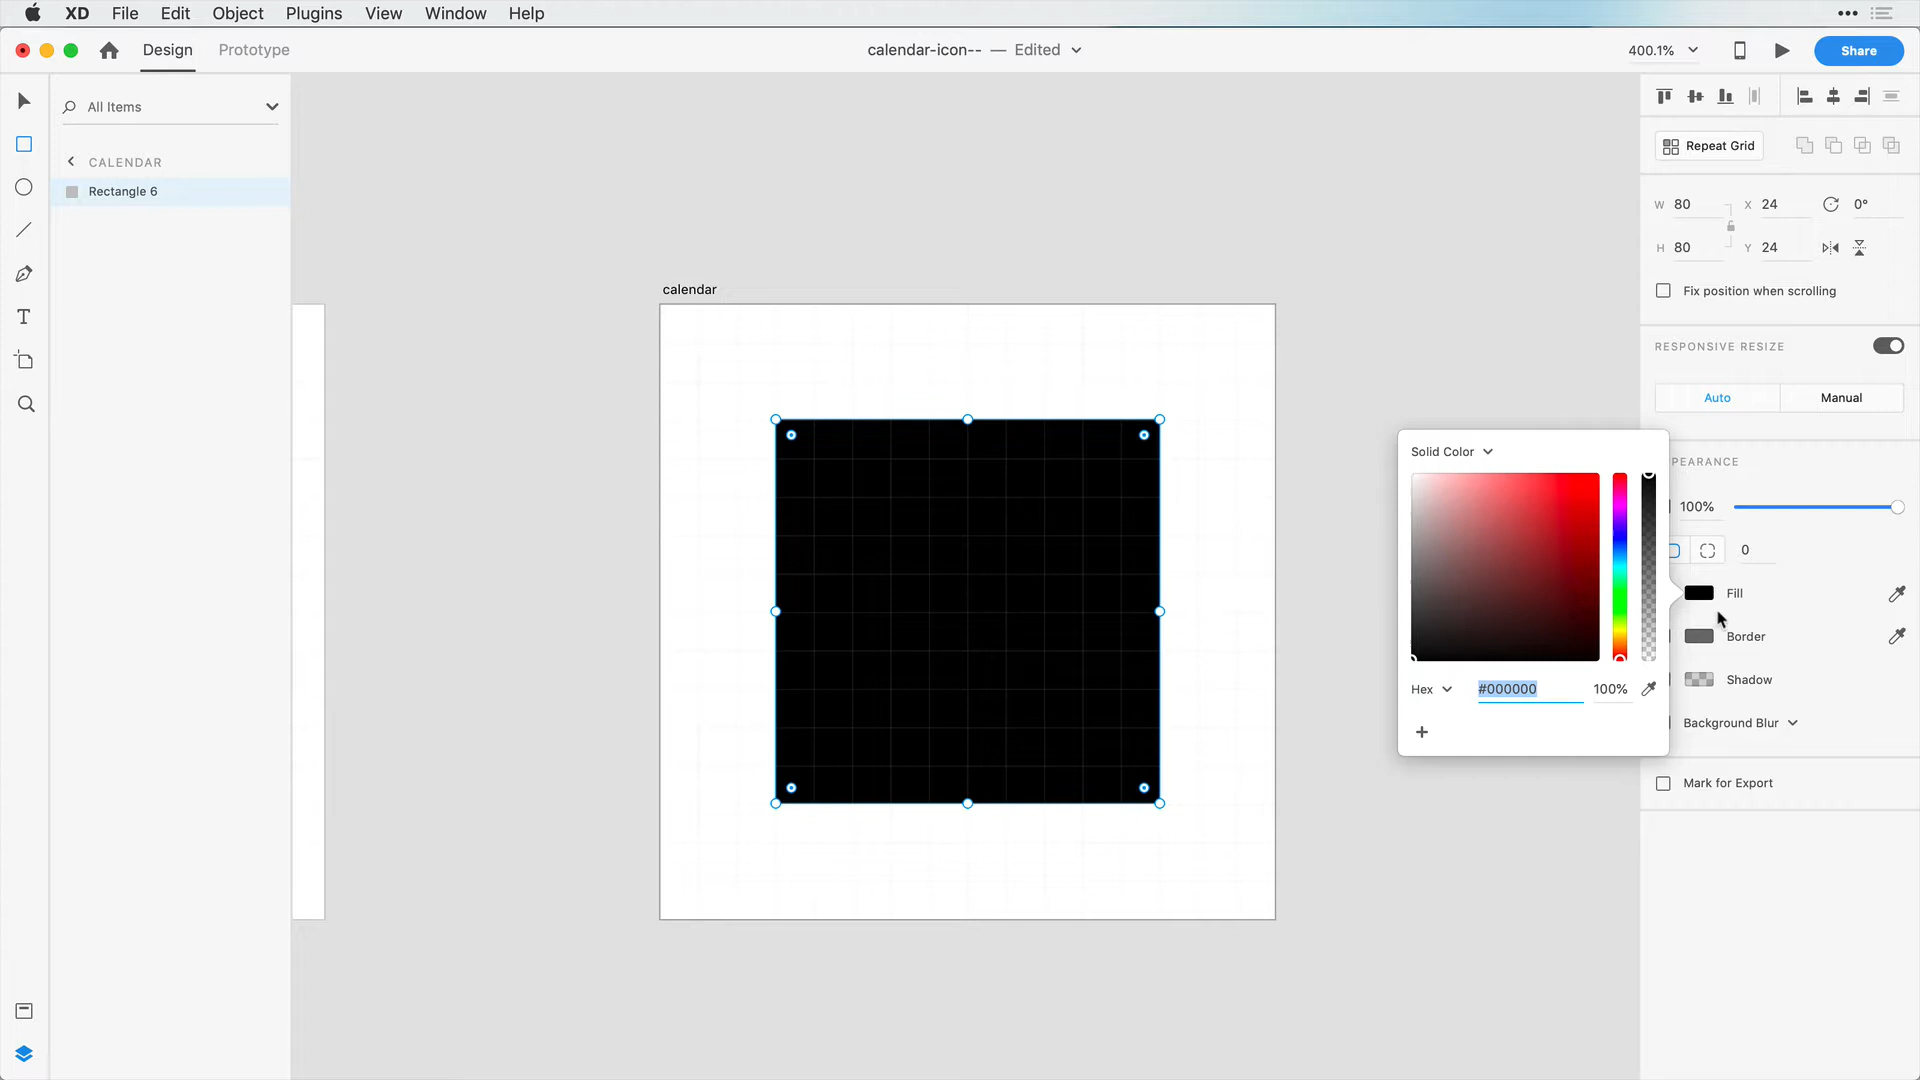 XD File Edit Object Plugins View Window Help
Design Prototype
calendar-icon-- — Edited
400.1%
Share
All Items
CALENDAR
Rectangle 6
calendar
Repeat Grid
W 80 X 24 0°
H 80 Y 24
Fix position when scrolling
RESPONSIVE RESIZE
Auto Manual
Solid Color
PEARANCE
100%
0
Fill
Border
Hex #000000 100%
Shadow
Background Blur
+
Mark for Export